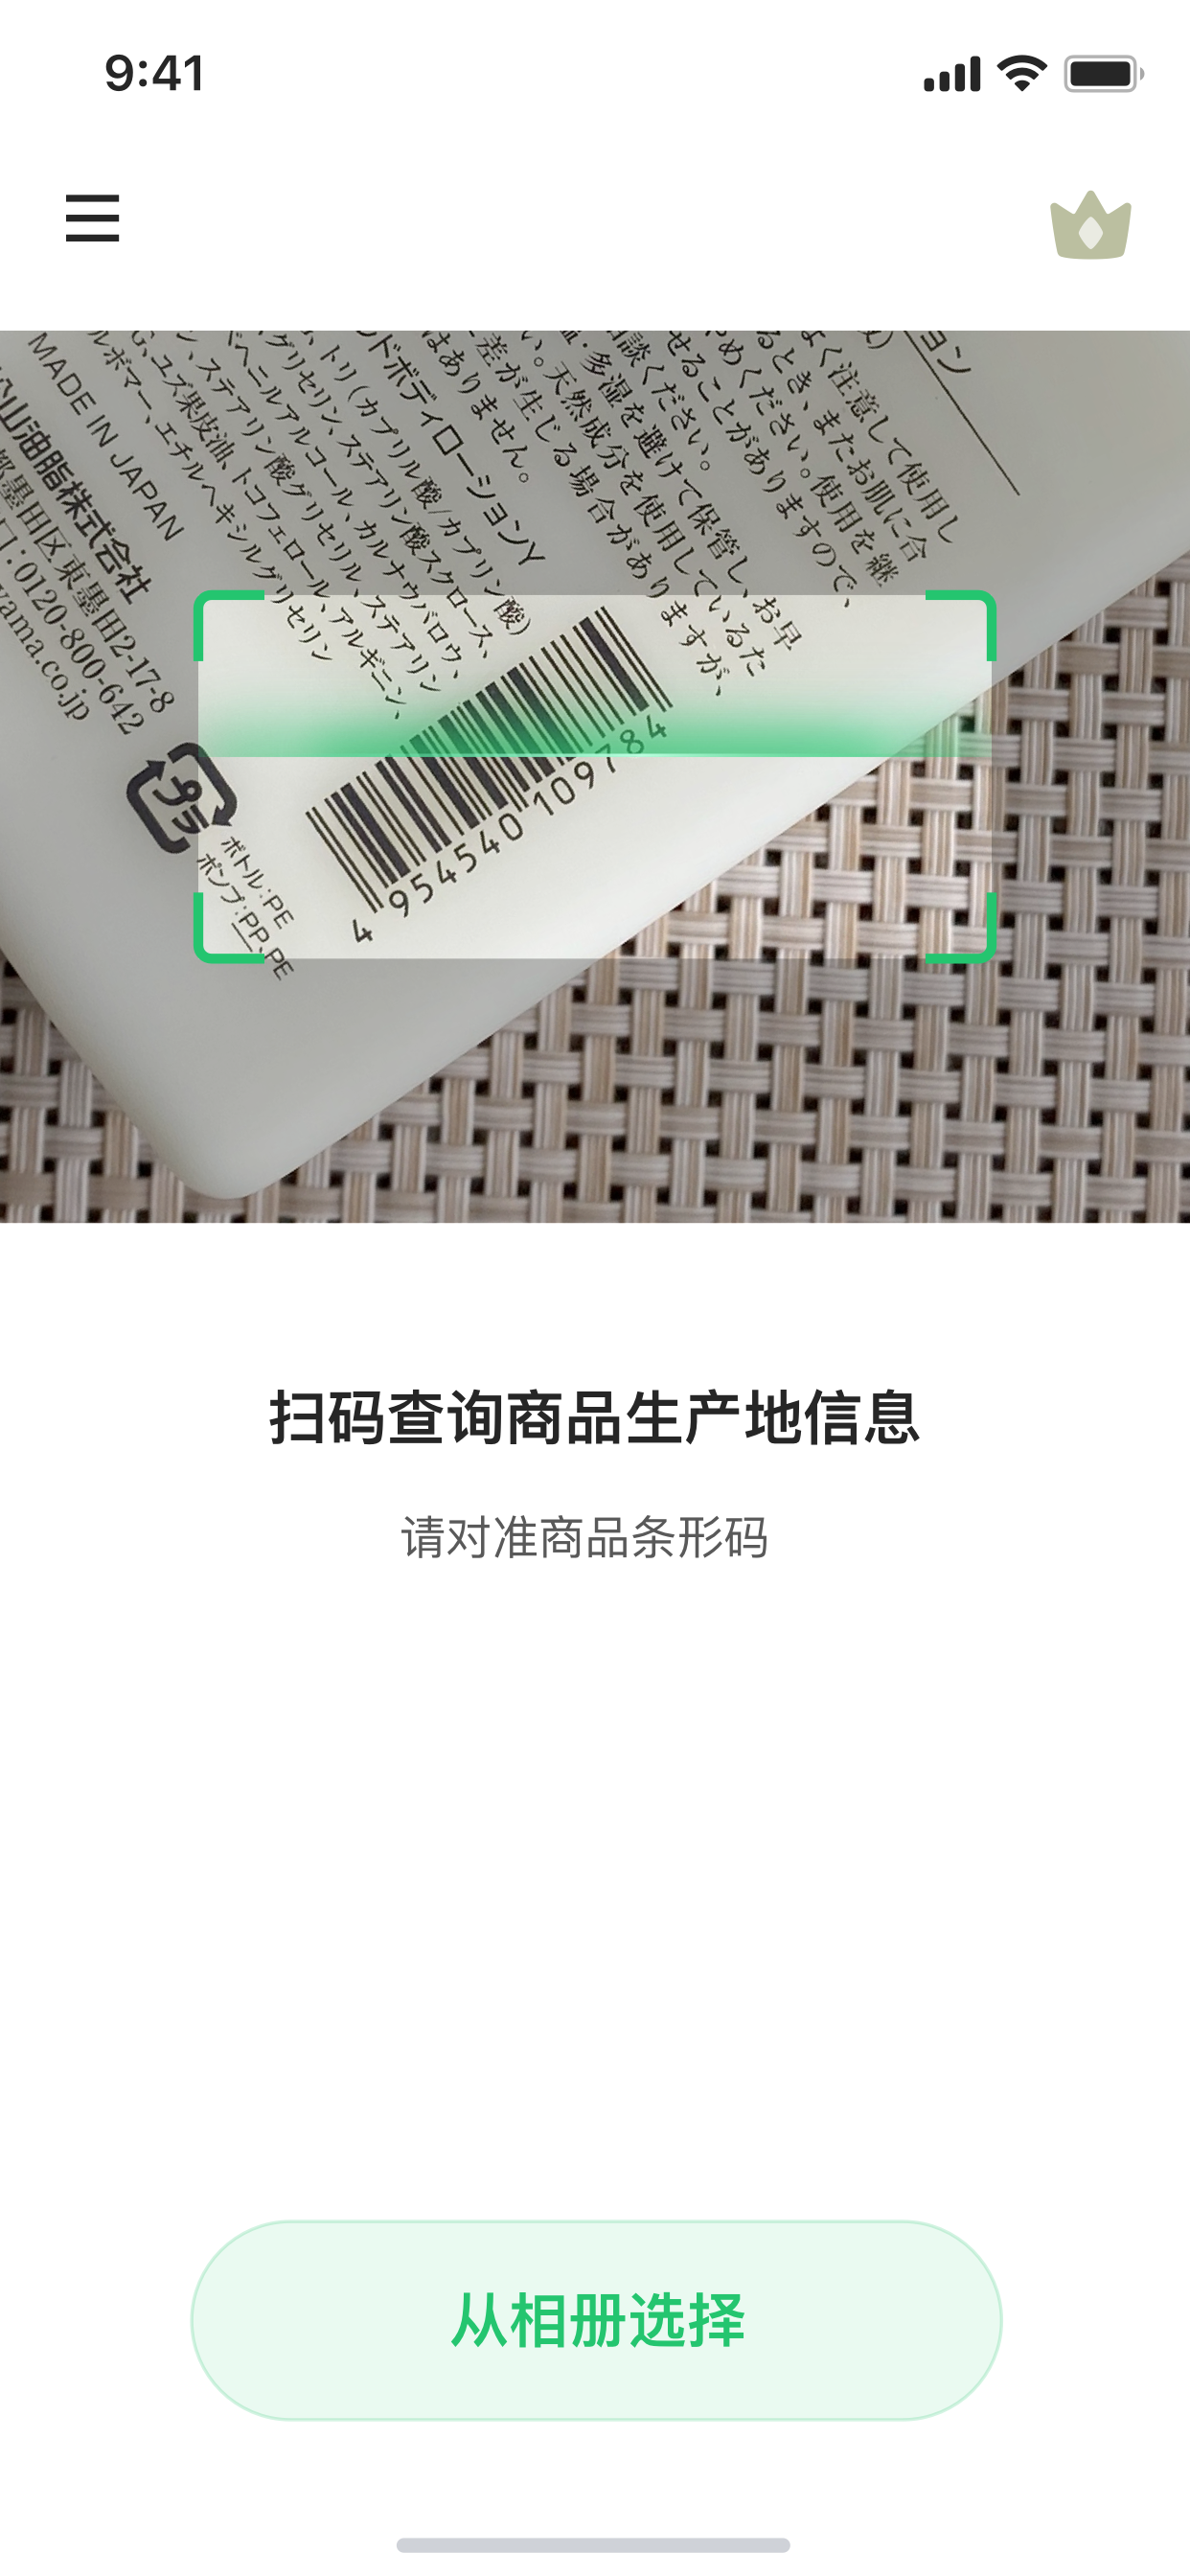 9:41
ョン
よく注意して使用し
るとき、またお肌に合
やめください。使用を継
せることがありますので、
談ください。
・多湿を避けて保管し、お早
い。天然成分を使用しているた
差が生じる場合がありますが、
はありません。
ンドボディローションY
、トリ(カプリル酸/カプリン酸)
グリセリン、ステアリン酸スクロース、
ベヘニルアルコール、カルナウバロウ、
ン、ステアリン酸グリセリル、ステアリン
G、ユズ果皮油、トコフェロール、アルギニン、
ルボマー、エチルヘキシルグリセリン
MADE IN JAPAN
松山油脂株式会社
都墨田区東墨田2-17-8
口:0120-800-642
yama.co.jp
プラ
ボトル:PE
ポンプ:PP、PE
4 954540 109784
扫码查询商品生产地信息
请对准商品条形码
从相册选择